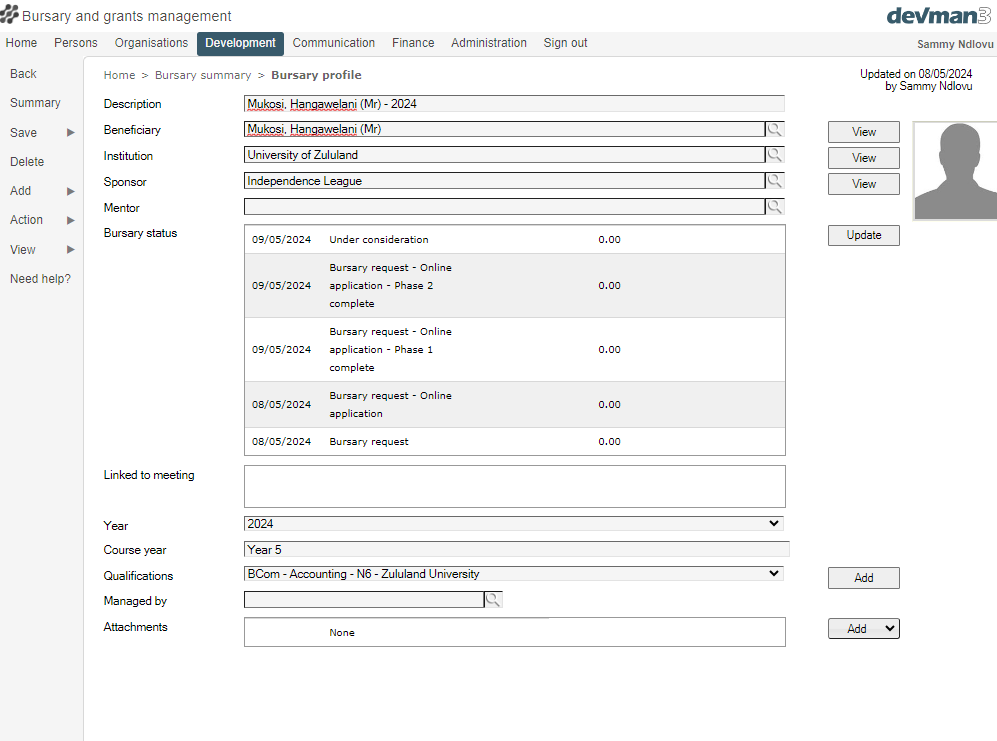 Bursary and grants management
devman3
Home Persons Organisations Development Communication Finance Administration Sign out
Sammy Ndlovu
Back
Summary
Save
Delete
Add
Action
View
Need help?
Home > Bursary summary > Bursary profile
Updated on 08/05/2024
by Sammy Ndlovu
Description Mukosi, Hangawelani (Mr) - 2024
Beneficiary Mukosi, Hangawelani (Mr) View
Institution University of Zululand View
Sponsor Independence League View
Mentor
Bursary status Update
09/05/2024 Under consideration 0.00
Bursary request - Online
09/05/2024 application - Phase 2 0.00
complete
Bursary request - Online
09/05/2024 application - Phase 1 0.00
complete
08/05/2024 Bursary request - Online 0.00
application
08/05/2024 Bursary request 0.00
Linked to meeting
Year 2024
Course year Year 5
Qualifications BCom - Accounting - N6 - Zululand University Add
Managed by
Attachments None Add